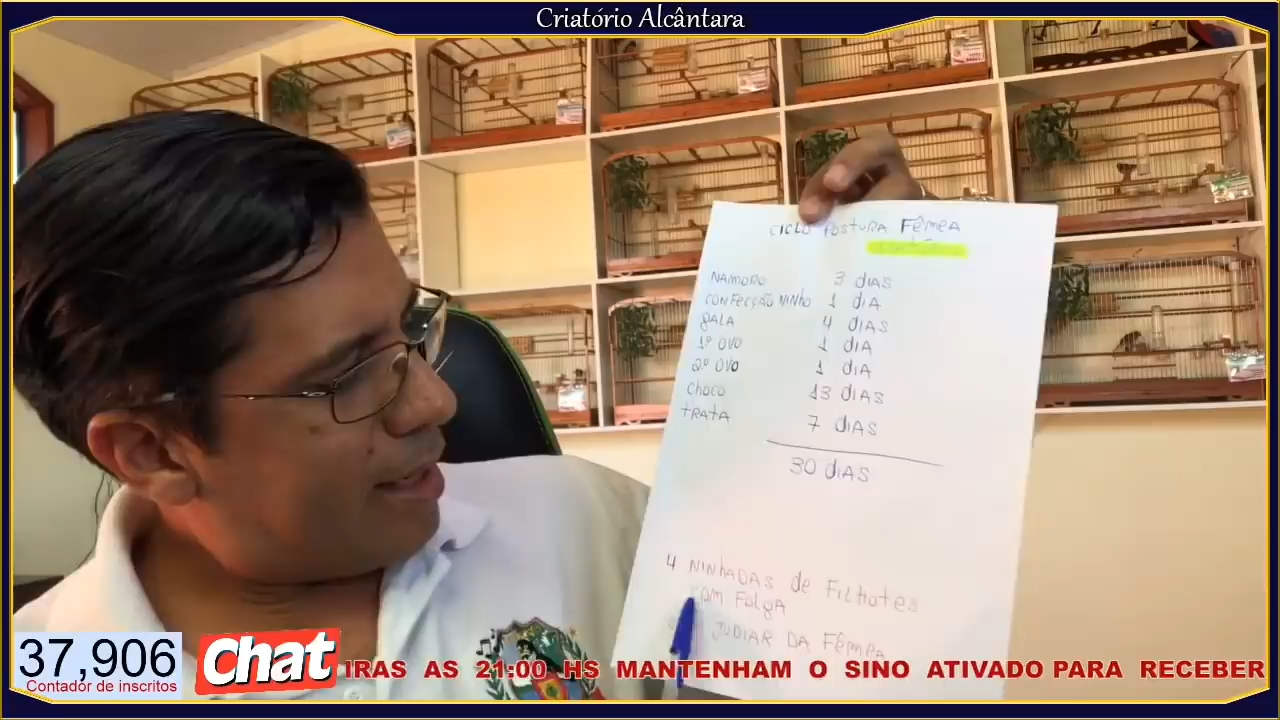 Criatório Alcântara
CICLO POSTURA FÊMEA
NAMORO 3 DIAS
CONFECÇÃO NINHO 1 DIA
GALA 4 DIAS
1º OVO 1 DIA
2º OVO 1 DIA
CHOCO 13 DIAS
TRATA 7 DIAS
30 DIAS
4 NINHADAS de FILHOTES
com Folga
JUDIAR DA FÊMEA
37,906
Contador de inscritos
Chat
IRAS AS 21:00 HS MANTENHAM O SINO ATIVADO PARA RECEBER